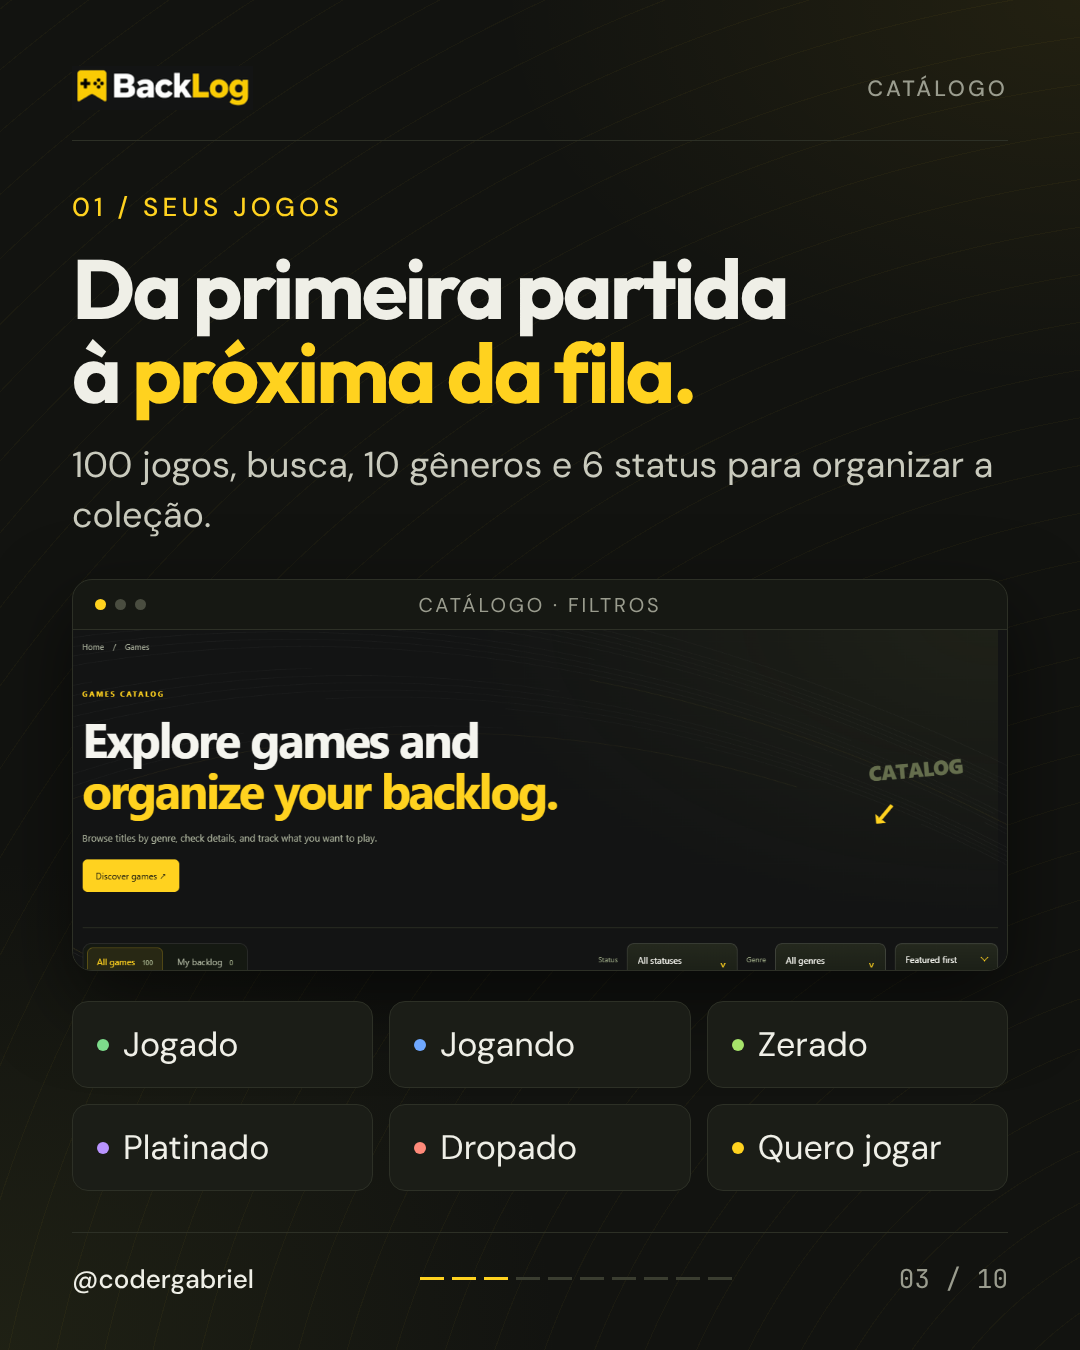 BackLog
CATÁLOGO
01 / SEUS JOGOS
Da primeira partida
à próxima da fila.
100 jogos, busca, 10 gêneros e 6 status para organizar a
coleção.
CATÁLOGO · FILTROS
Home / Games
GAMES CATALOG
Explore games and
organize your backlog.
CATALOG
Browse titles by genre, check details, and track what you want to play.
Discover games ↗
All games 100 My backlog 0 Status All statuses Genre All genres Featured first
Jogado Jogando Zerado
Platinado Dropado Quero jogar
@codergabriel 03 / 10